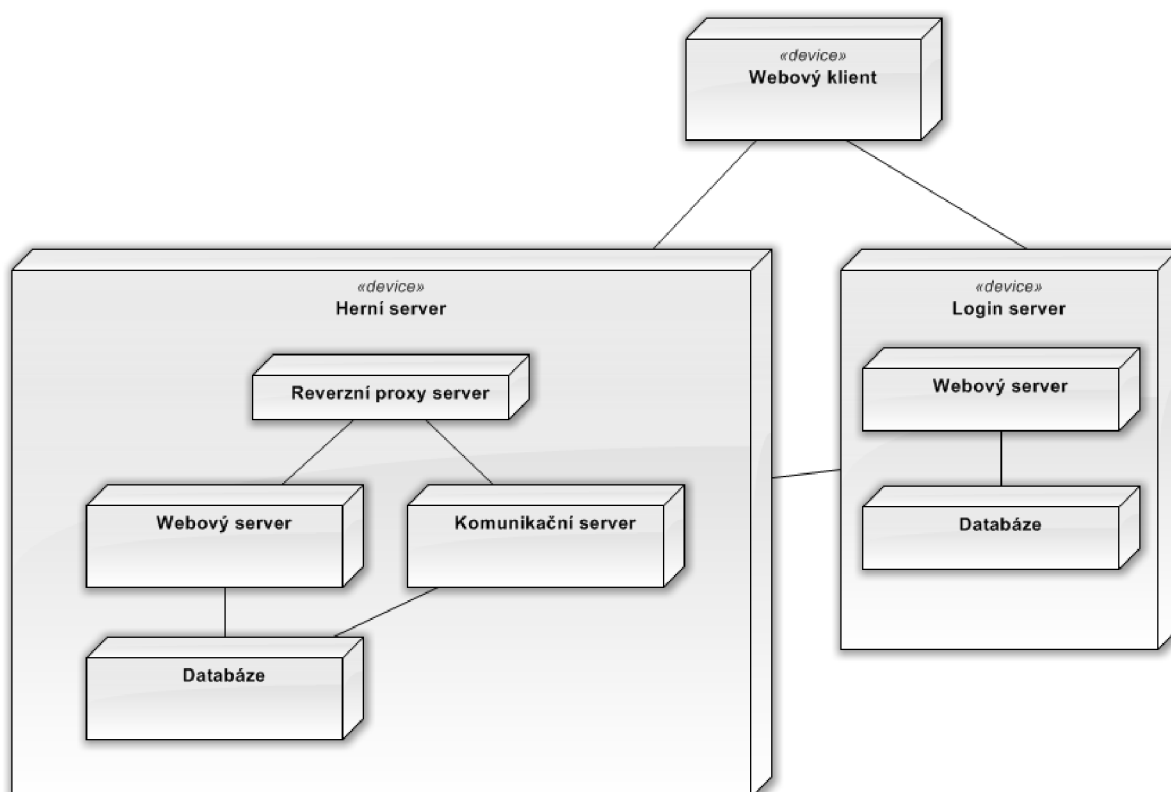 «device»
Webový klient
«device»
Herní server
Reverzní proxy server
Webový server
Komunikační server
Databáze
«device»
Login server
Webový server
Databáze